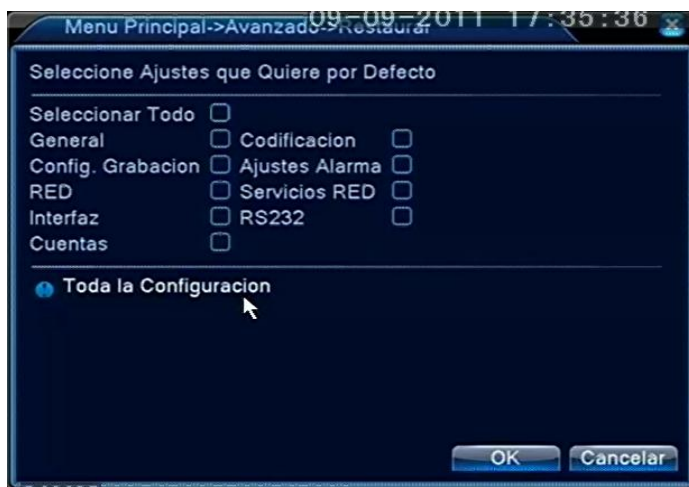 09-09-2011 17:35:36
Menu Principal->Avanzado->Restaurar
Seleccione Ajustes que Quiere por Defecto
Seleccionar Todo
General Codificacion
Config. Grabacion Ajustes Alarma
RED Servicios RED
Interfaz RS232
Cuentas
Toda la Configuracion
OK Cancelar